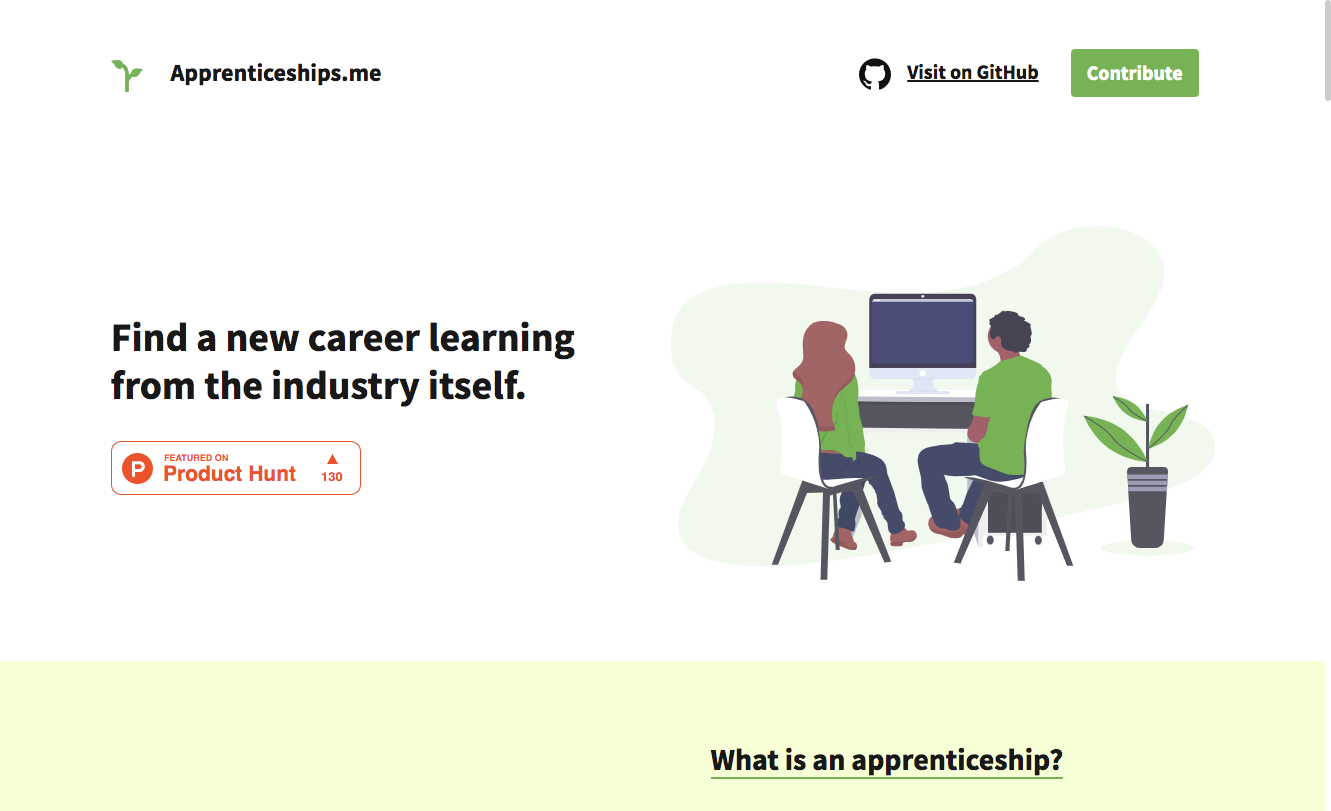 Apprenticeships.me
Visit on GitHub
Contribute
Find a new career learning
from the industry itself.
P
FEATURED ON
Product Hunt
▲
130
What is an apprenticeship?